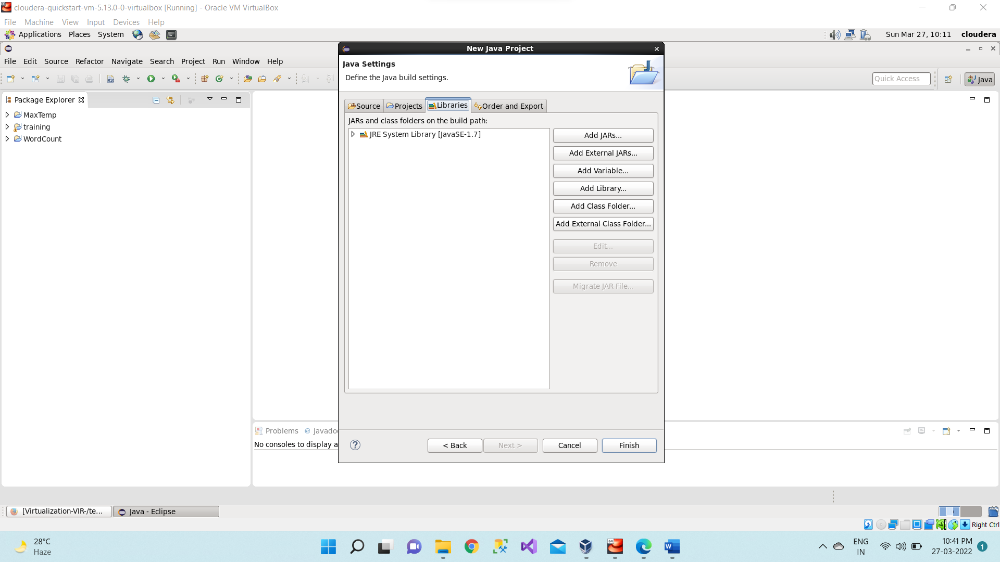 cloudera-quickstart-vm-5.13.0-0-virtualbox [Running] - Oracle VM VirtualBox
File Machine View Input Devices Help
Applications Places System Sun Mar 27, 10:11 cloudera
New Java Project
File Edit Source Refactor Navigate Search Project Run Window Help
Java Settings
Define the Java build settings.
Quick Access Java
Package Explorer
MaxTemp
training
WordCount
Source Projects Libraries Order and Export
JARs and class folders on the build path:
JRE System Library [JavaSE-1.7]
Add JARs...
Add External JARs...
Add Variable...
Add Library...
Add Class Folder...
Add External Class Folder...
Edit...
Remove
Migrate JAR File...
Problems @ Javado
No consoles to display a
< Back Next > Cancel Finish
[Virtualization-VIR-/te... Java - Eclipse
Right Ctrl
28°C
Haze
64
ENG
IN
10:41 PM
27-03-2022
1